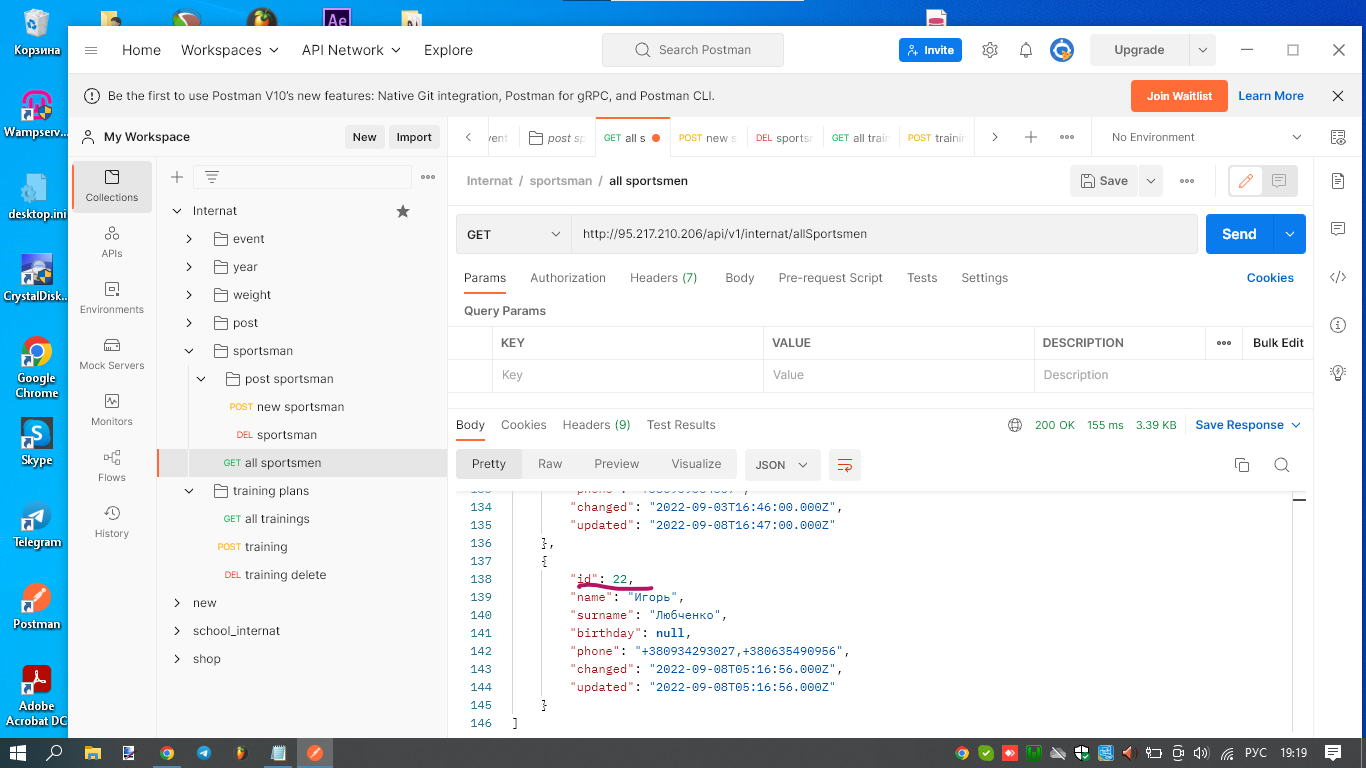 Корзина
Ae
Home Workspaces API Network Explore
Search Postman
Invite
Upgrade
Be the first to use Postman V10's new features: Native Git integration, Postman for gRPC, and Postman CLI.
Join Waitlist Learn More
Wampserv...
desktop.ini
CrystalDisk...
Google
Chrome
Skype
Telegram
Postman
Adobe
Acrobat DC
My Workspace
New Import
Collections
APIs
Environments
Mock Servers
Monitors
Flows
History
Internat
event
year
weight
post
sportsman
post sportsman
POST new sportsman
DEL sportsman
GET all sportsmen
training plans
GET all trainings
POST training
DEL training delete
new
school_internat
shop
post sp GET all s POST new s DEL sports GET all train POST trainin No Environment
Internat / sportsman / all sportsmen
Save
GET http://95.217.210.206/api/v1/internat/allSportsmen
Send
Params Authorization Headers (7) Body Pre-request Script Tests Settings Cookies
Query Params
KEY VALUE DESCRIPTION Bulk Edit
Key Value Description
Body Cookies Headers (9) Test Results 200 OK 155 ms 3.39 KB Save Response
Pretty Raw Preview Visualize JSON
134 "changed": "2022-09-03T16:46:00.000Z",
135 "updated": "2022-09-08T16:47:00.000Z"
136 },
137 {
138 "id": 22,
139 "name": "Игорь",
140 "surname": "Любченко",
141 "birthday": null,
142 "phone": "+380934293027,+380635490956",
143 "changed": "2022-09-08T05:16:56.000Z",
144 "updated": "2022-09-08T05:16:56.000Z"
145 }
146 ]
РУС 19:19